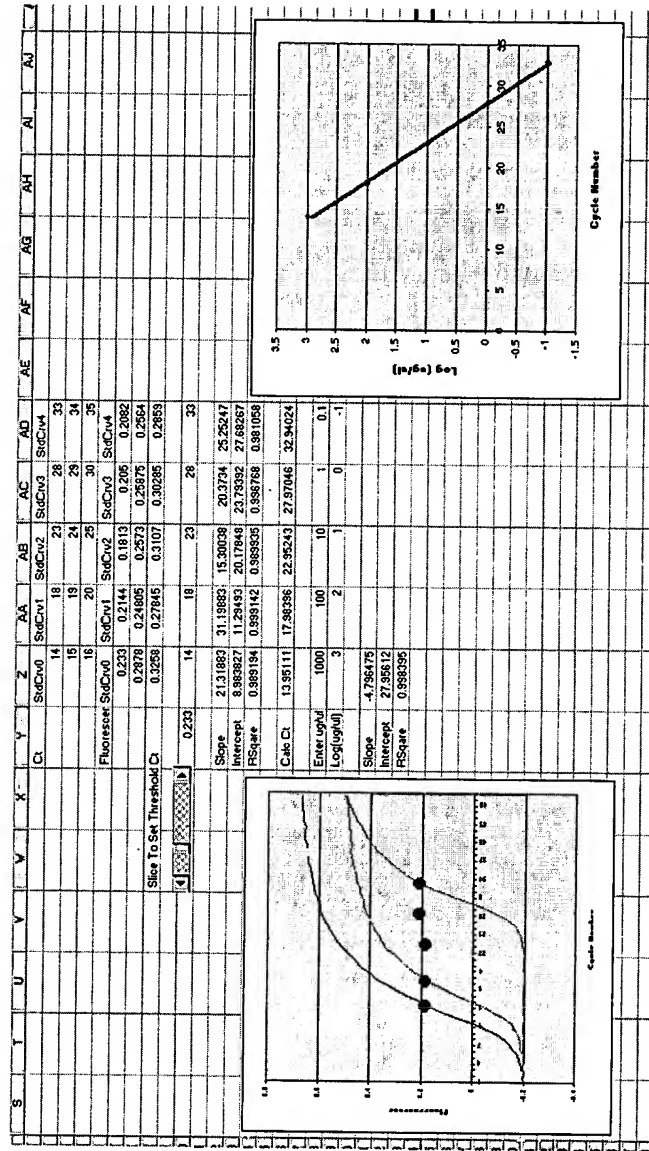 S T U V W X Y Z AA AB AC AD AE AF AG AH AI AJ
Ct StdCrv0 StdCrv1 StdCrv2 StdCrv3 StdCrv4
14 18 23 28 33
15 19 24 29 34
16 20 25 30 35
Fluorescer StdCrv0 StdCrv1 StdCrv2 StdCrv3 StdCrv4
0.233 0.2144 0.1813 0.205 0.2082
0.2878 0.24805 0.2573 0.25875 0.2564
0.3258 0.27845 0.3107 0.30285 0.2859
Slice To Set Threshold Ct
0.233 14 18 23 28 33
Slope 21.31883 31.19883 15.30038 20.3734 25.25247
Intercept 8.983827 11.29493 20.17848 23.79392 27.68267
RSqare 0.989194 0.999142 0.989935 0.996768 0.981058
Calc Ct 13.95111 17.98396 22.95243 27.97046 32.94024
Enter ug/ul 1000 100 10 1 0.1
Log(ug/ul) 3 2 1 0 -1
Slope -4.796475
Intercept 27.95612
RSqare 0.998395
Fluorescence
Cycle Number
Log (ug/ul)
3.5
3
2.5
2
1.5
1
0.5
0
-0.5
-1
-1.5
0 5 10 15 20 25 30 35
Cycle Number